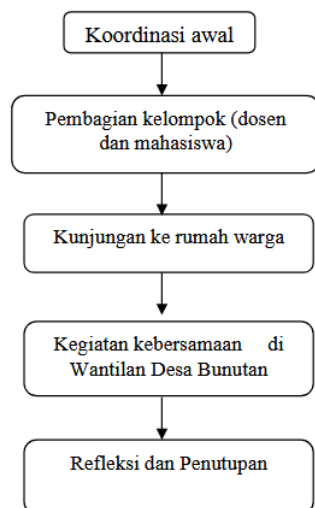 Koordinasi awal
Pembagian kelompok (dosen
dan mahasiswa)
Kunjungan ke rumah warga
Kegiatan kebersamaan di
Wantilan Desa Bunutan
Refleksi dan Penutupan